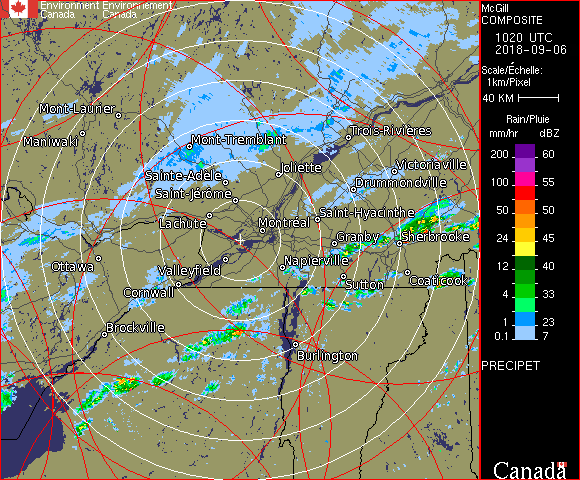 Environment Environnement
Canada Canada
McGill
COMPOSITE
1020 UTC
2018-09-06
Scale/Échelle:
1km/Pixel
40 KM
Rain/Pluie
mm/hr dBZ
200 60
100 55
50 50
24 45
12 40
4 33
1 23
0.1 7
PRECIPET
Canada
Mont-Laurier
Maniwaki
Mont-Tremblant
Trois-Rivières
Joliette
Victoriaville
Sainte-Adèle
Drummondville
Saint-Jérôme
Lachute
Saint-Hyacinthe
Montréal
Granby
Sherbrooke
Ottawa
Valleyfield
Napierville
Sutton
Coaticook
Cornwall
Brockville
Burlington